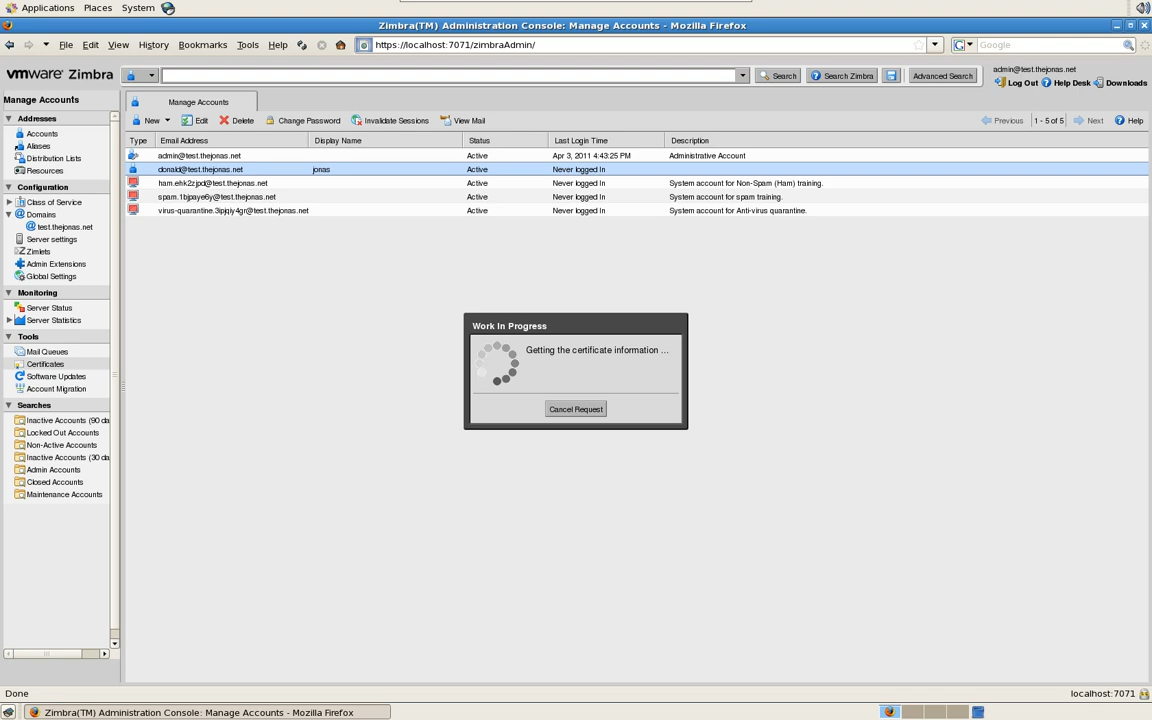 Applications Places System
Zimbra(TM) Administration Console: Manage Accounts - Mozilla Firefox
File Edit View History Bookmarks Tools Help https://localhost:7071/zimbraAdmin/ Google
vmware Zimbra Search Search Zimbra Advanced Search admin@test.thejonas.net
Log Out Help Desk Downloads
Manage Accounts
Manage Accounts
New Edit Delete Change Password Invalidate Sessions View Mail Previous 1 - 5 of 5 Next Help
Type Email Address Display Name Status Last Login Time Description
admin@test.thejonas.net Active Apr 3, 2011 4:43:25 PM Administrative Account
donald@test.thejonas.net jonas Active Never logged In
ham.ehk2zjpd@test.thejonas.net Active Never logged In System account for Non-Spam (Ham) training.
spam.1bjpaye6y@test.thejonas.net Active Never logged In System account for spam training.
virus-quarantine.3ipjqiy4gr@test.thejonas.net Active Never logged In System account for Anti-virus quarantine.
Addresses
Accounts
Aliases
Distribution Lists
Resources
Configuration
Class of Service
Domains
test.thejonas.net
Server settings
Zimlets
Admin Extensions
Global Settings
Monitoring
Server Status
Server Statistics
Tools
Mail Queues
Certificates
Software Updates
Account Migration
Searches
Inactive Accounts (90 da
Locked Out Accounts
Non-Active Accounts
Inactive Accounts (30 da
Admin Accounts
Closed Accounts
Maintenance Accounts
Work In Progress
Getting the certificate information ...
Cancel Request
Done localhost:7071
Zimbra(TM) Administration Console: Manage Accounts - Mozilla Firefox